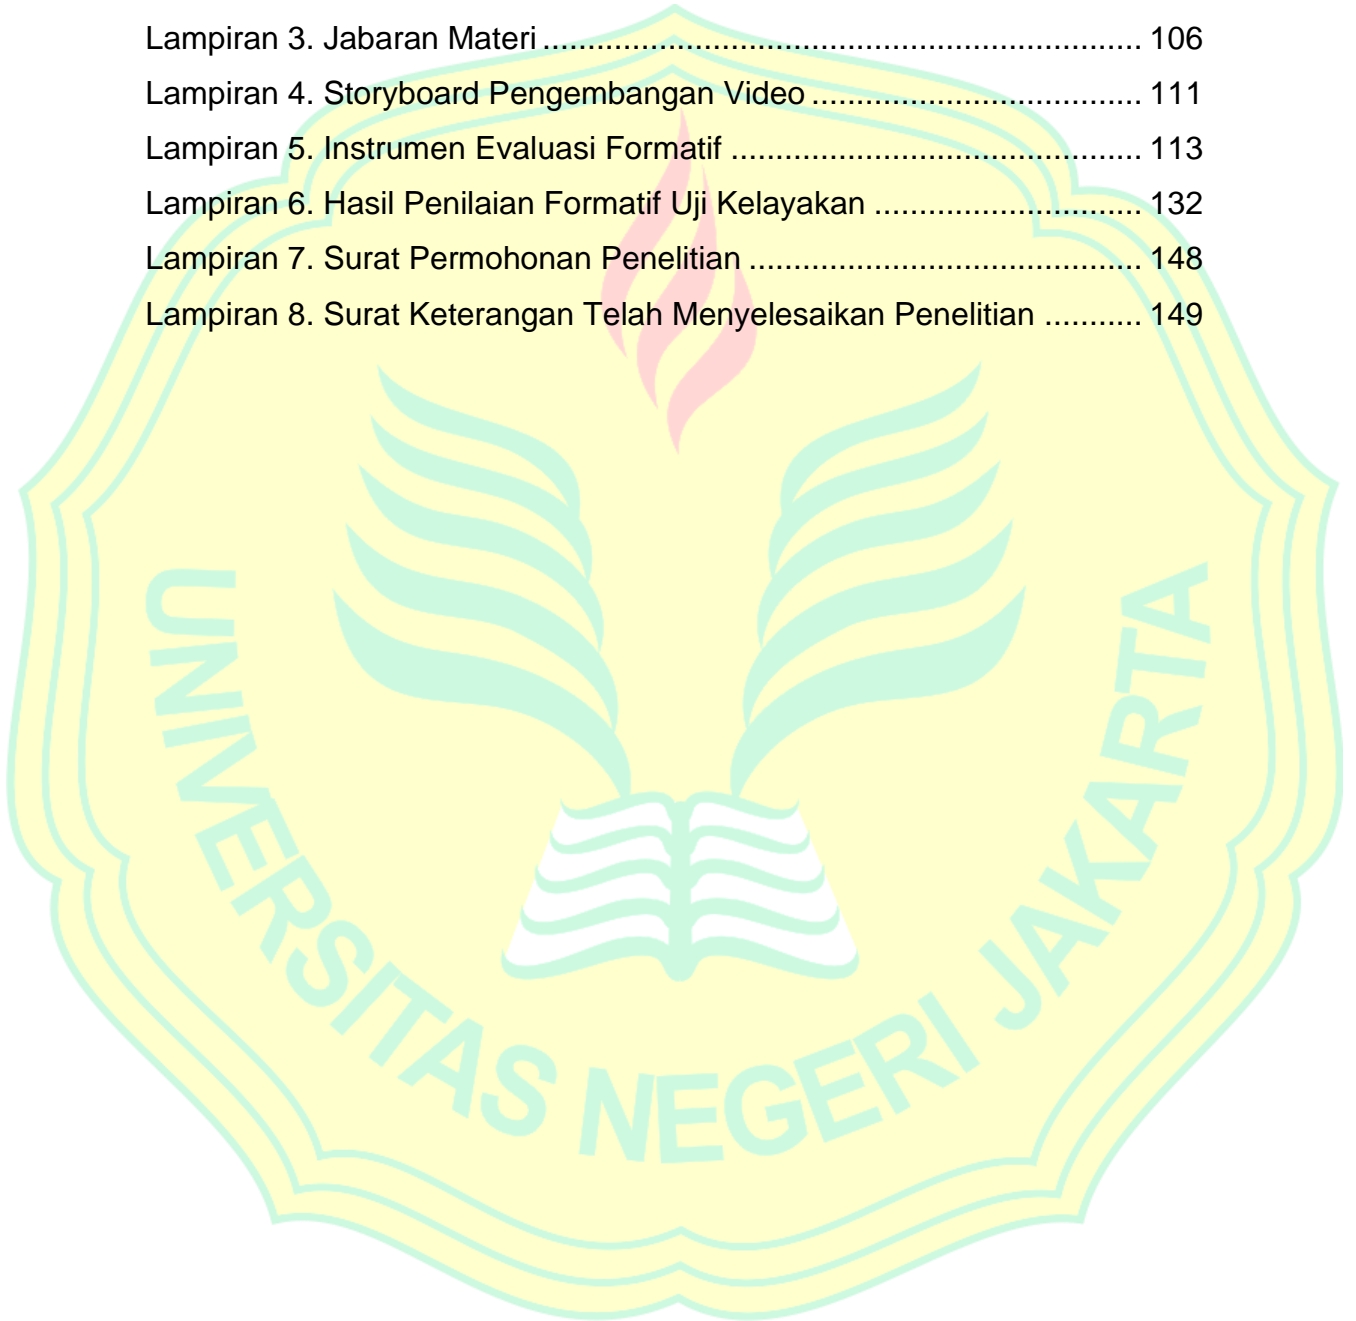 Lampiran 3. Jabaran Materi .................................................................... 106
Lampiran 4. Storyboard Pengembangan Video ..................................... 111
Lampiran 5. Instrumen Evaluasi Formatif .............................................. 113
Lampiran 6. Hasil Penilaian Formatif Uji Kelayakan .............................. 132
Lampiran 7. Surat Permohonan Penelitian ............................................ 148
Lampiran 8. Surat Keterangan Telah Menyelesaikan Penelitian ........... 149
UNIVERSITAS NEGERI JAKARTA